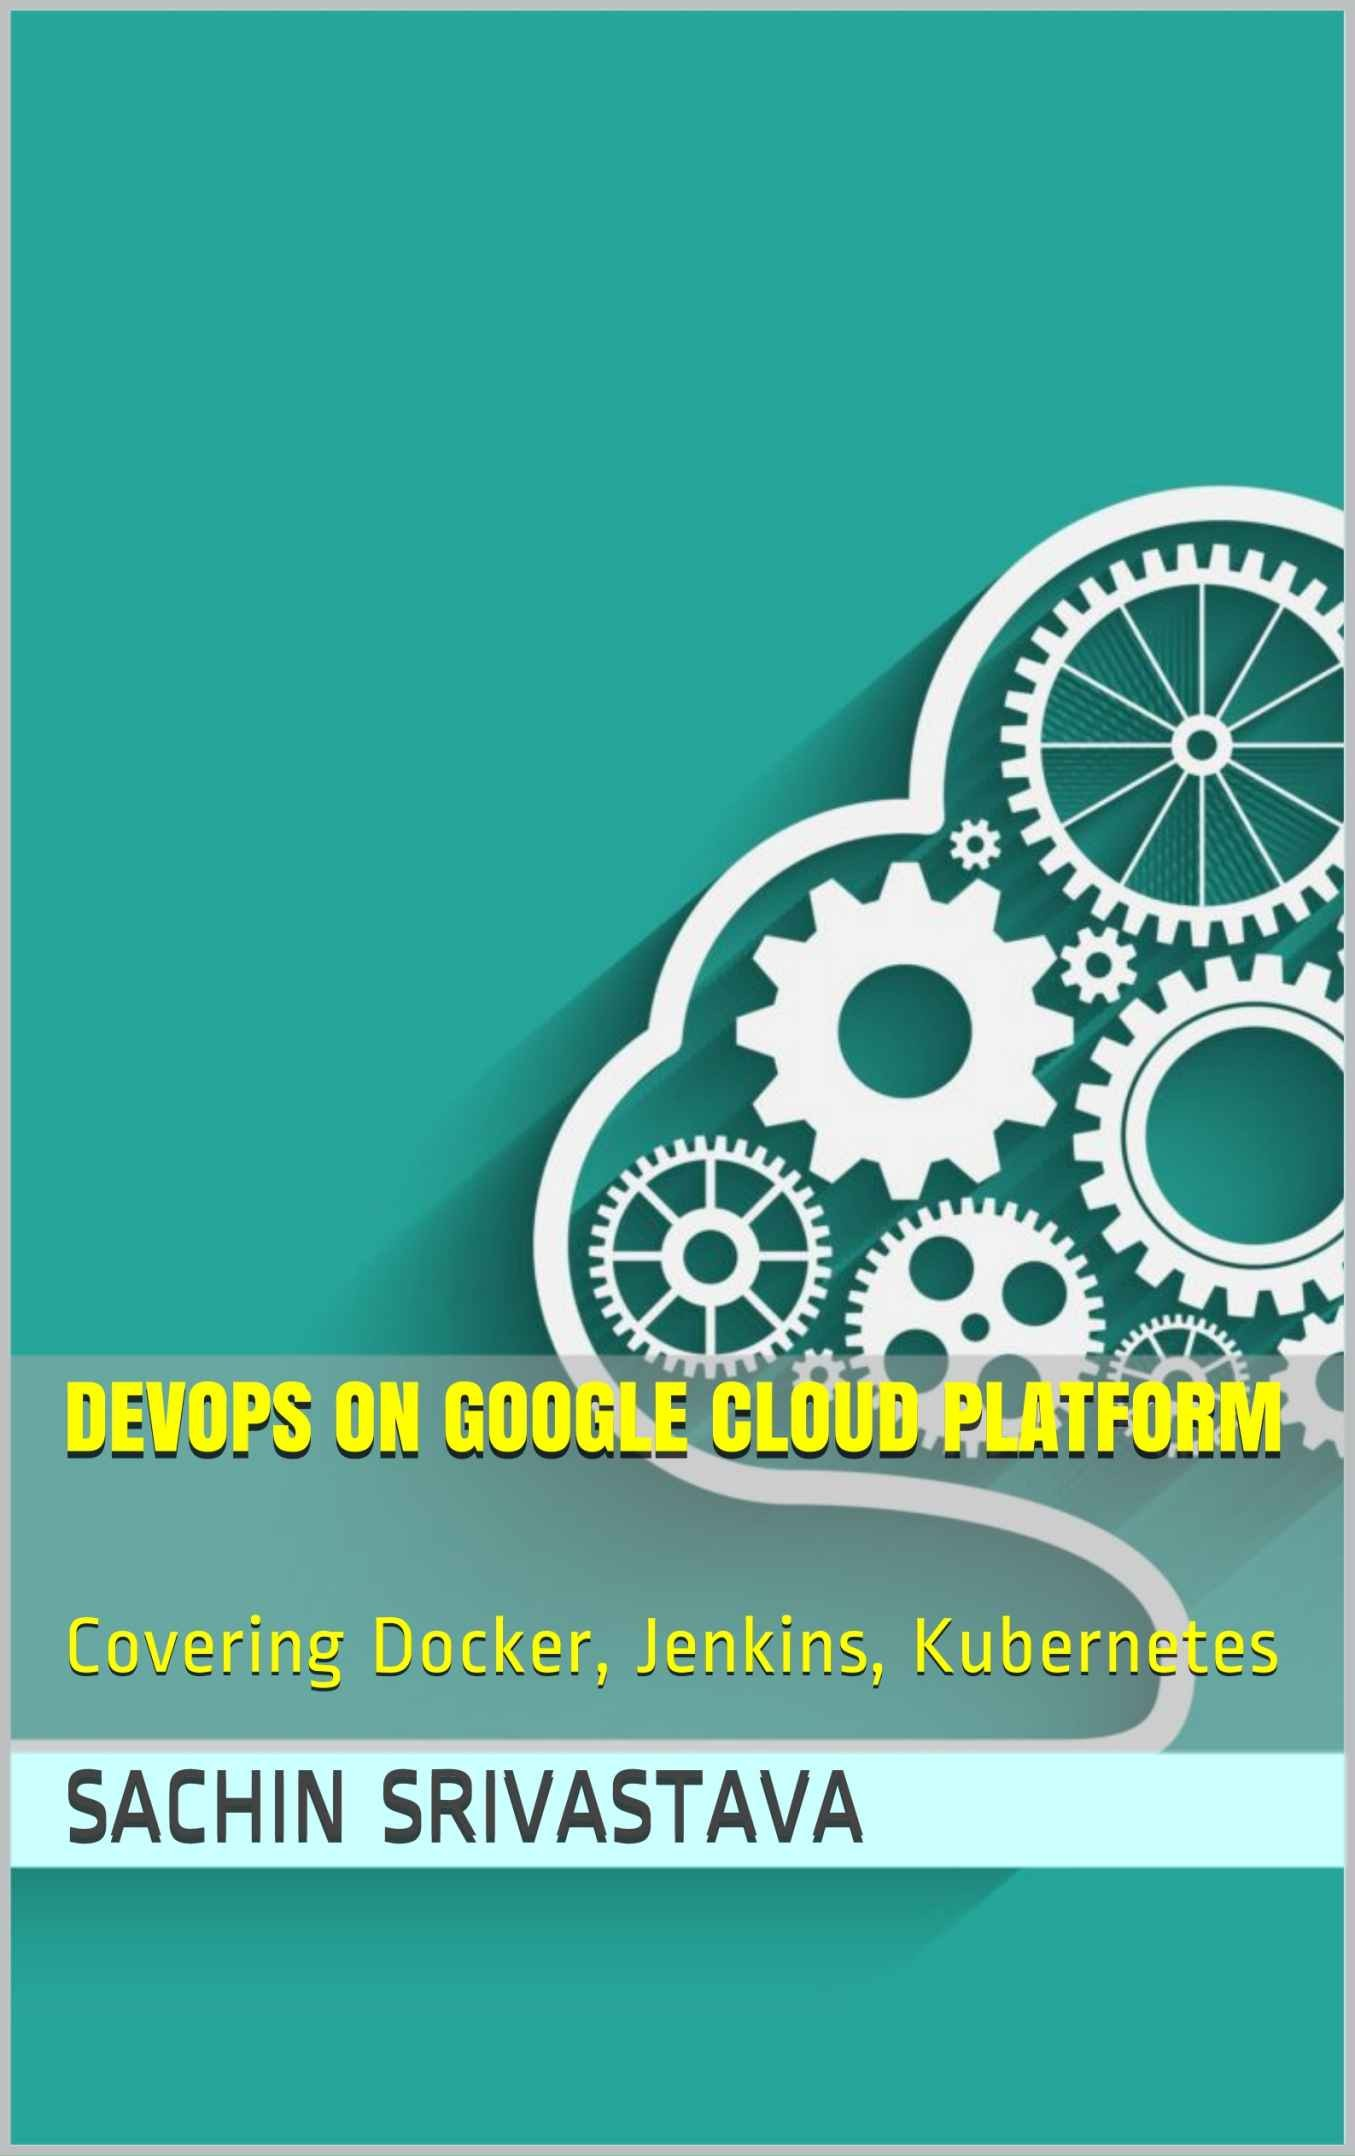 DEVOPS ON GOOGLE CLOUD PLATFORM
Covering Docker, Jenkins, Kubernetes
SACHIN SRIVASTAVA